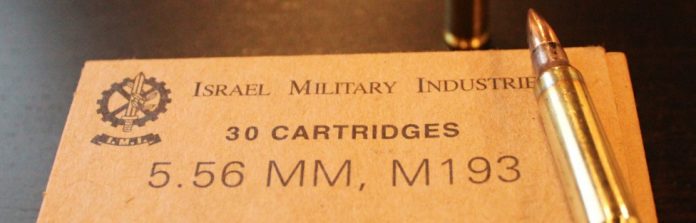 ISRAEL MILITARY INDUSTRIE
I.M.I.
30 CARTRIDGES
5.56 MM, M193